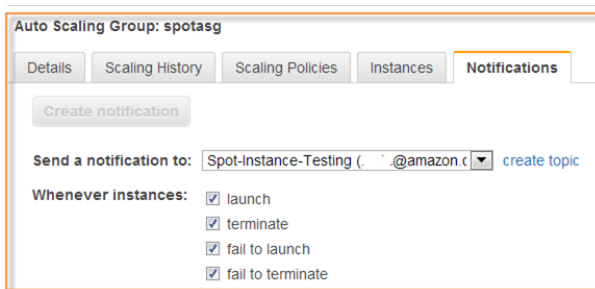 Auto Scaling Group: spotasg
Details Scaling History Scaling Policies Instances Notifications
Create notification
Send a notification to: Spot-Instance-Testing ( @amazon.c create topic
Whenever instances: launch
terminate
fail to launch
fail to terminate